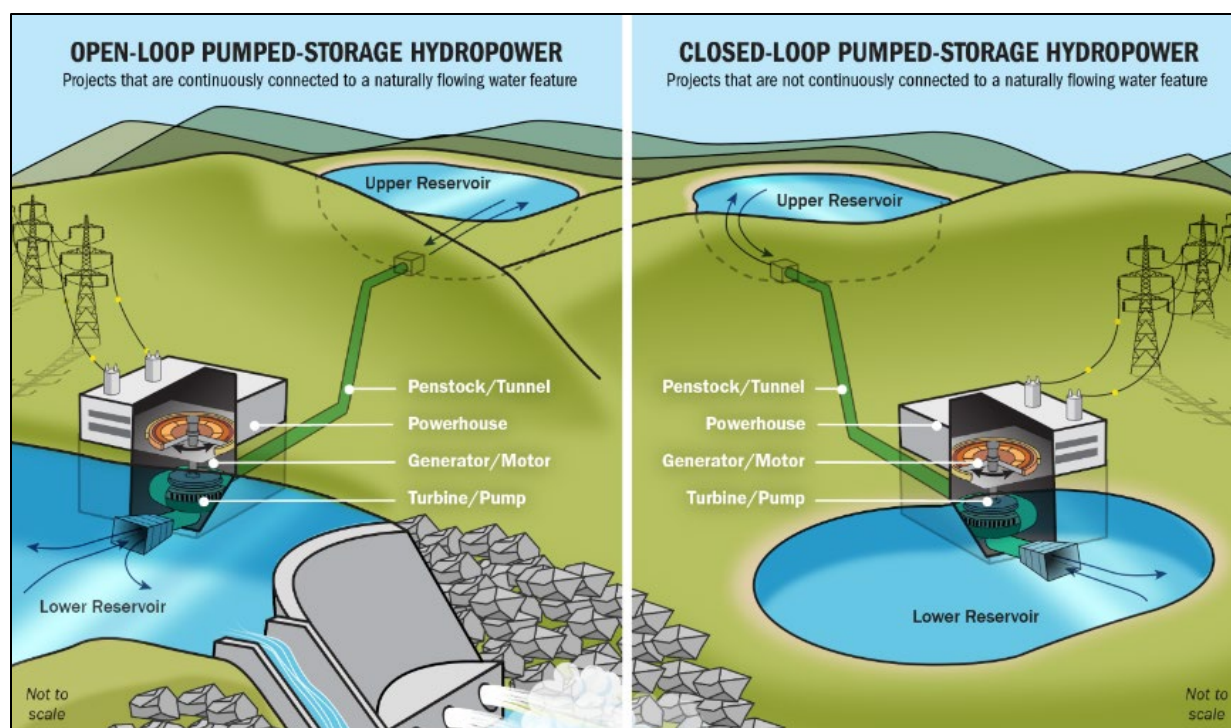 OPEN-LOOP PUMPED-STORAGE HYDROPOWER
Projects that are continuously connected to a naturally flowing water feature
Upper Reservoir
Penstock/Tunnel
Powerhouse
Generator/Motor
Turbine/Pump
Lower Reservoir
Not to
scale
CLOSED-LOOP PUMPED-STORAGE HYDROPOWER
Projects that are not continuously connected to a naturally flowing water feature
Upper Reservoir
Penstock/Tunnel
Powerhouse
Generator/Motor
Turbine/Pump
Lower Reservoir
Not to
scale